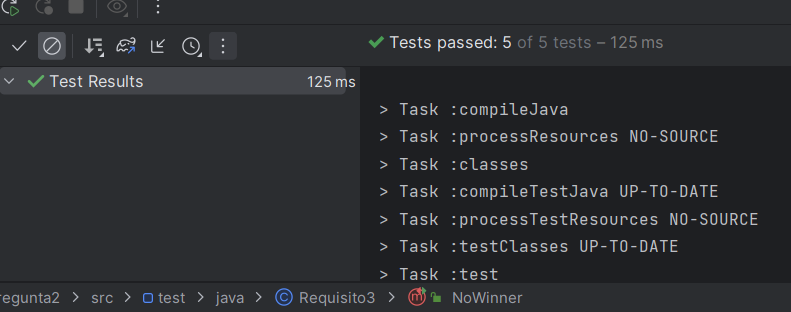 Tests passed: 5 of 5 tests – 125 ms
Test Results 125 ms
> Task :compileJava
> Task :processResources NO-SOURCE
> Task :classes
> Task :compileTestJava UP-TO-DATE
> Task :processTestResources NO-SOURCE
> Task :testClasses UP-TO-DATE
> Task :test
regunta2 > src > test > java > Requisito3 > NoWinner